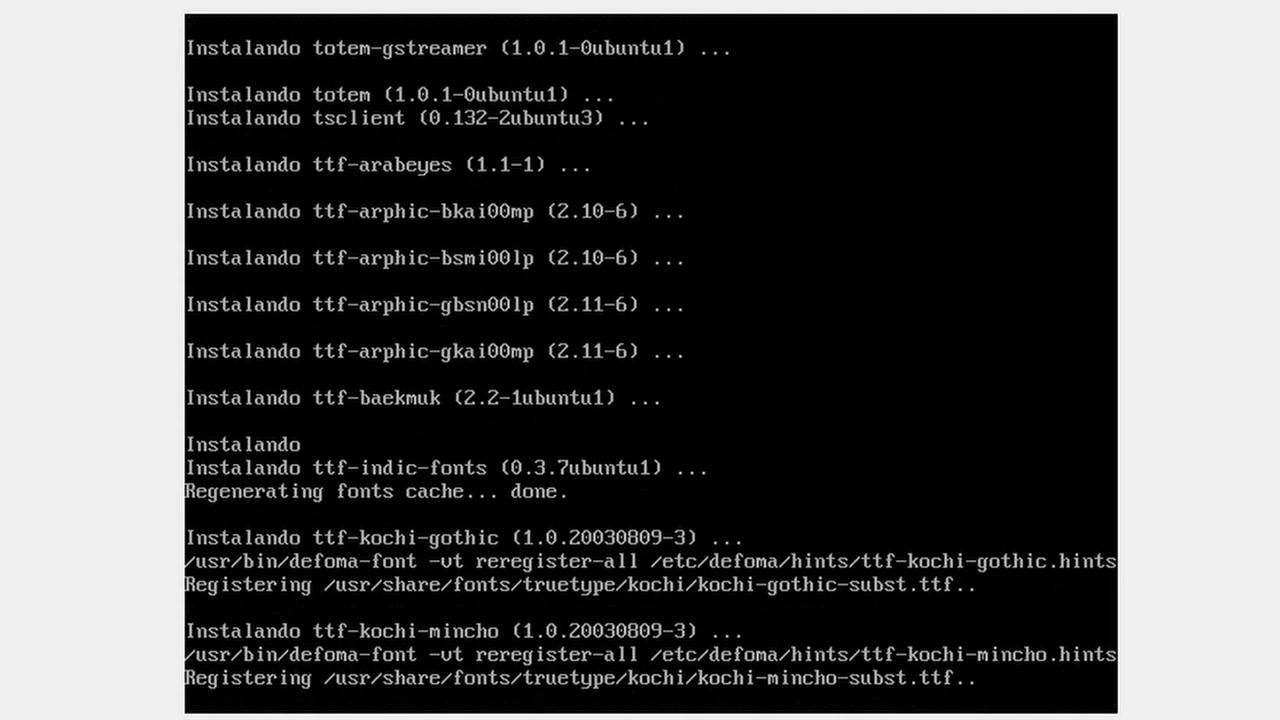 Instalando totem-gstreamer (1.0.1-0ubuntu1) ...
Instalando totem (1.0.1-0ubuntu1) ...
Instalando tsclient (0.132-2ubuntu3) ...
Instalando ttf-arabeyes (1.1-1) ...
Instalando ttf-arphic-bkai00mp (2.10-6) ...
Instalando ttf-arphic-bsmi00lp (2.10-6) ...
Instalando ttf-arphic-gbsn00lp (2.11-6) ...
Instalando ttf-arphic-gkai00mp (2.11-6) ...
Instalando ttf-baekmuk (2.2-1ubuntu1) ...
Instalando
Instalando ttf-indic-fonts (0.3.7ubuntu1) ...
Regenerating fonts cache... done.
Instalando ttf-kochi-gothic (1.0.20030809-3) ...
/usr/bin/defoma-font -vt reregister-all /etc/defoma/hints/ttf-kochi-gothic.hints
Registering /usr/share/fonts/truetype/kochi/kochi-gothic-subst.ttf..
Instalando ttf-kochi-mincho (1.0.20030809-3) ...
/usr/bin/defoma-font -vt reregister-all /etc/defoma/hints/ttf-kochi-mincho.hints
Registering /usr/share/fonts/truetype/kochi/kochi-mincho-subst.ttf..